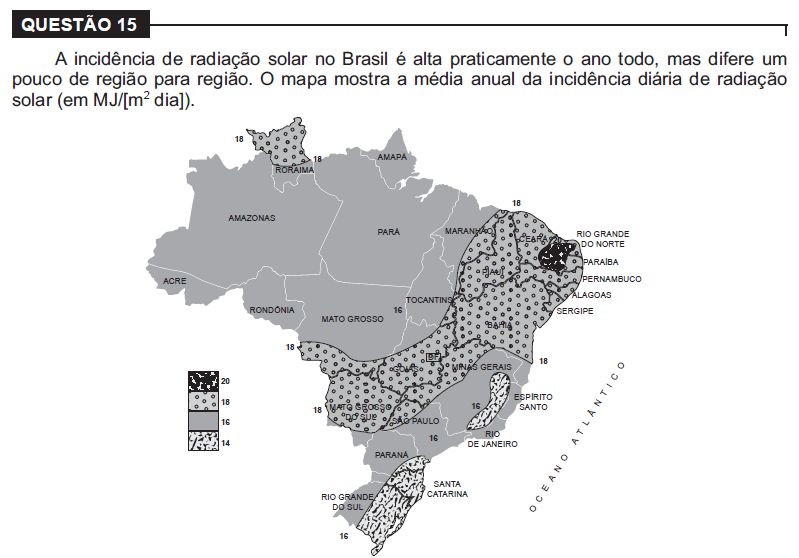 QUESTÃO 15
A incidência de radiação solar no Brasil é alta praticamente o ano todo, mas difere um
pouco de região para região. O mapa mostra a média anual da incidência diária de radiação
solar (em MJ/[m² dia]).
18
18
RORAIMA
AMAPÁ
AMAZONAS
PARÁ
MARANHÃO
18
CEARÁ
20
RIO GRANDE
DO NORTE
PARAÍBA
PIAUÍ
PERNAMBUCO
ACRE
ALAGOAS
TOCANTINS
SERGIPE
RONDÔNIA
MATO GROSSO
16
BAHIA
18
DF
18
GOIÁS
MINAS GERAIS
20
18
16
14
ESPÍRITO
SANTO
18
MATO GROSSO
DO SUL
16
SÃO PAULO
16
RIO
DE JANEIRO
PARANÁ
OCEANO ATLÂNTICO
SANTA
CATARINA
RIO GRANDE
DO SUL
16